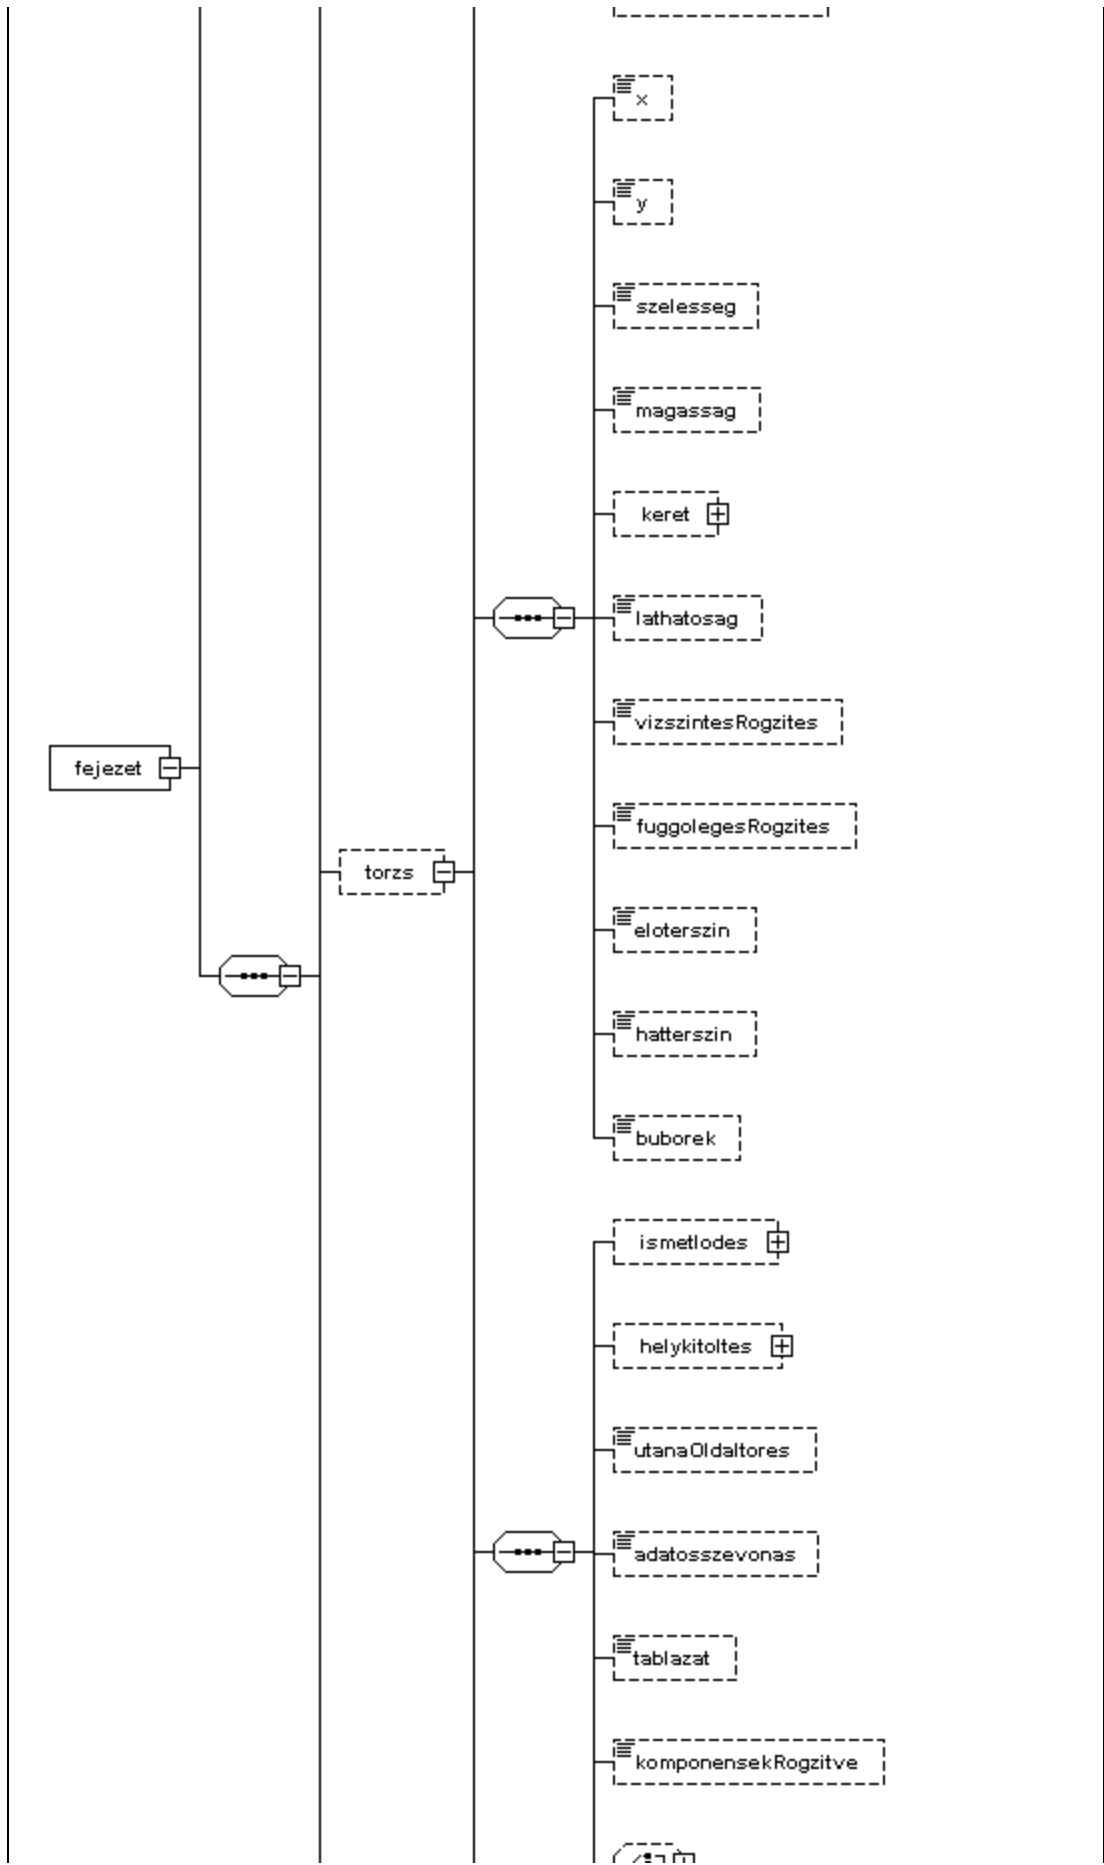 x
y
szelesseg
magassag
keret
lathatosag
vizszintesRogzites
fejezet
fuggolegesRogzites
torzs
eloterszin
hatterszin
buborek
ismetlodes
helykitoltes
utanaOldaltores
adatosszevonas
tablazat
komponensekRogzitve